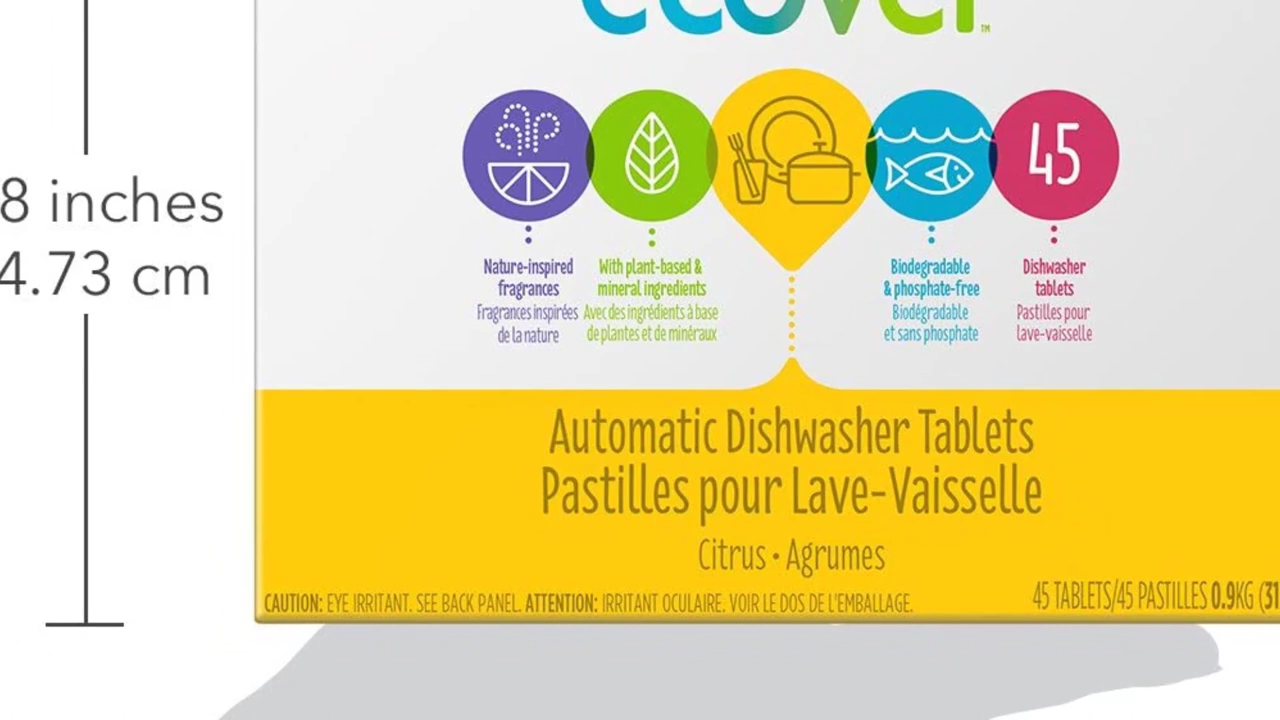 ecover™
8 inches
4.73 cm
45
Nature-inspired
fragrances
Fragrances inspirées
de la nature
With plant-based &
mineral ingredients
Avec des ingrédients à base
de plantes et de minéraux
Biodegradable
& phosphate-free
Biodégradable
et sans phosphate
Dishwasher
tablets
Pastilles pour
lave-vaisselle
Automatic Dishwasher Tablets
Pastilles pour Lave-Vaisselle
Citrus • Agrumes
CAUTION: EYE IRRITANT. SEE BACK PANEL. ATTENTION: IRRITANT OCULAIRE. VOIR LE DOS DE L'EMBALLAGE.
45 TABLETS/45 PASTILLES 0.9KG (31